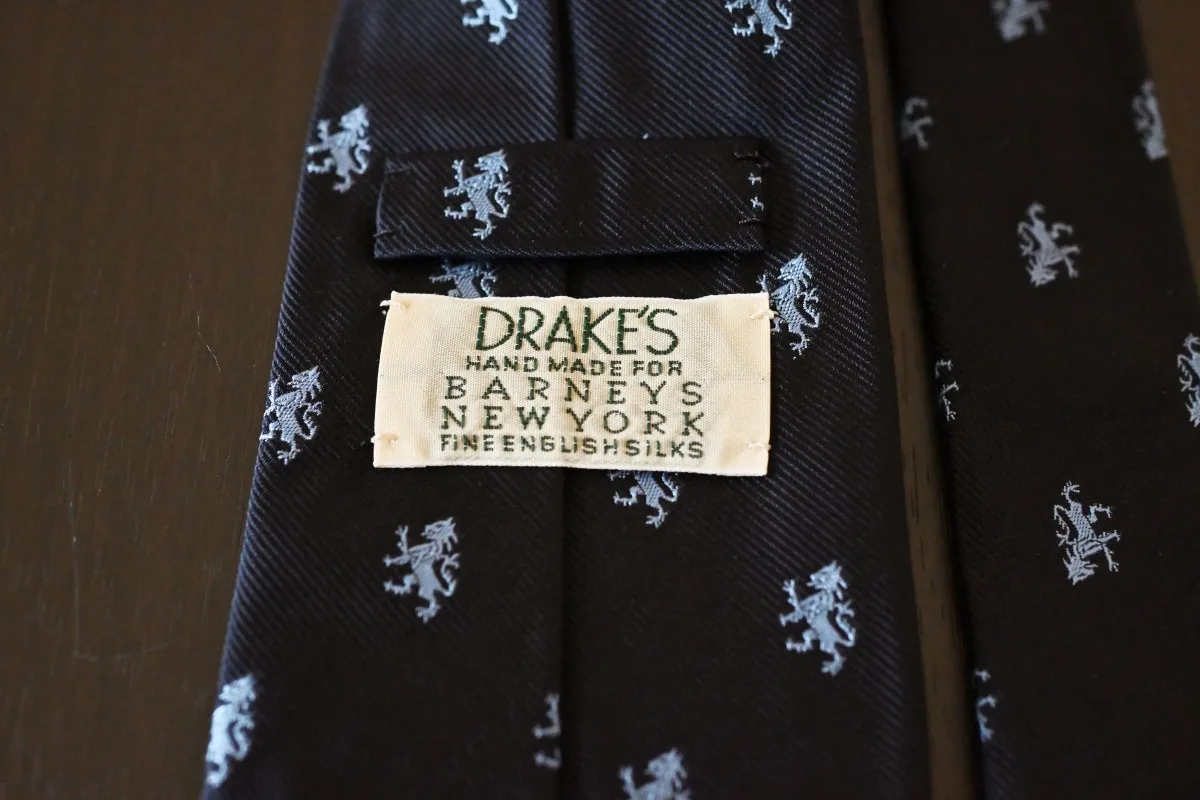 DRAKE'S
HAND MADE FOR
BARNEYS
NEW YORK
FINE ENGLISH SILKS